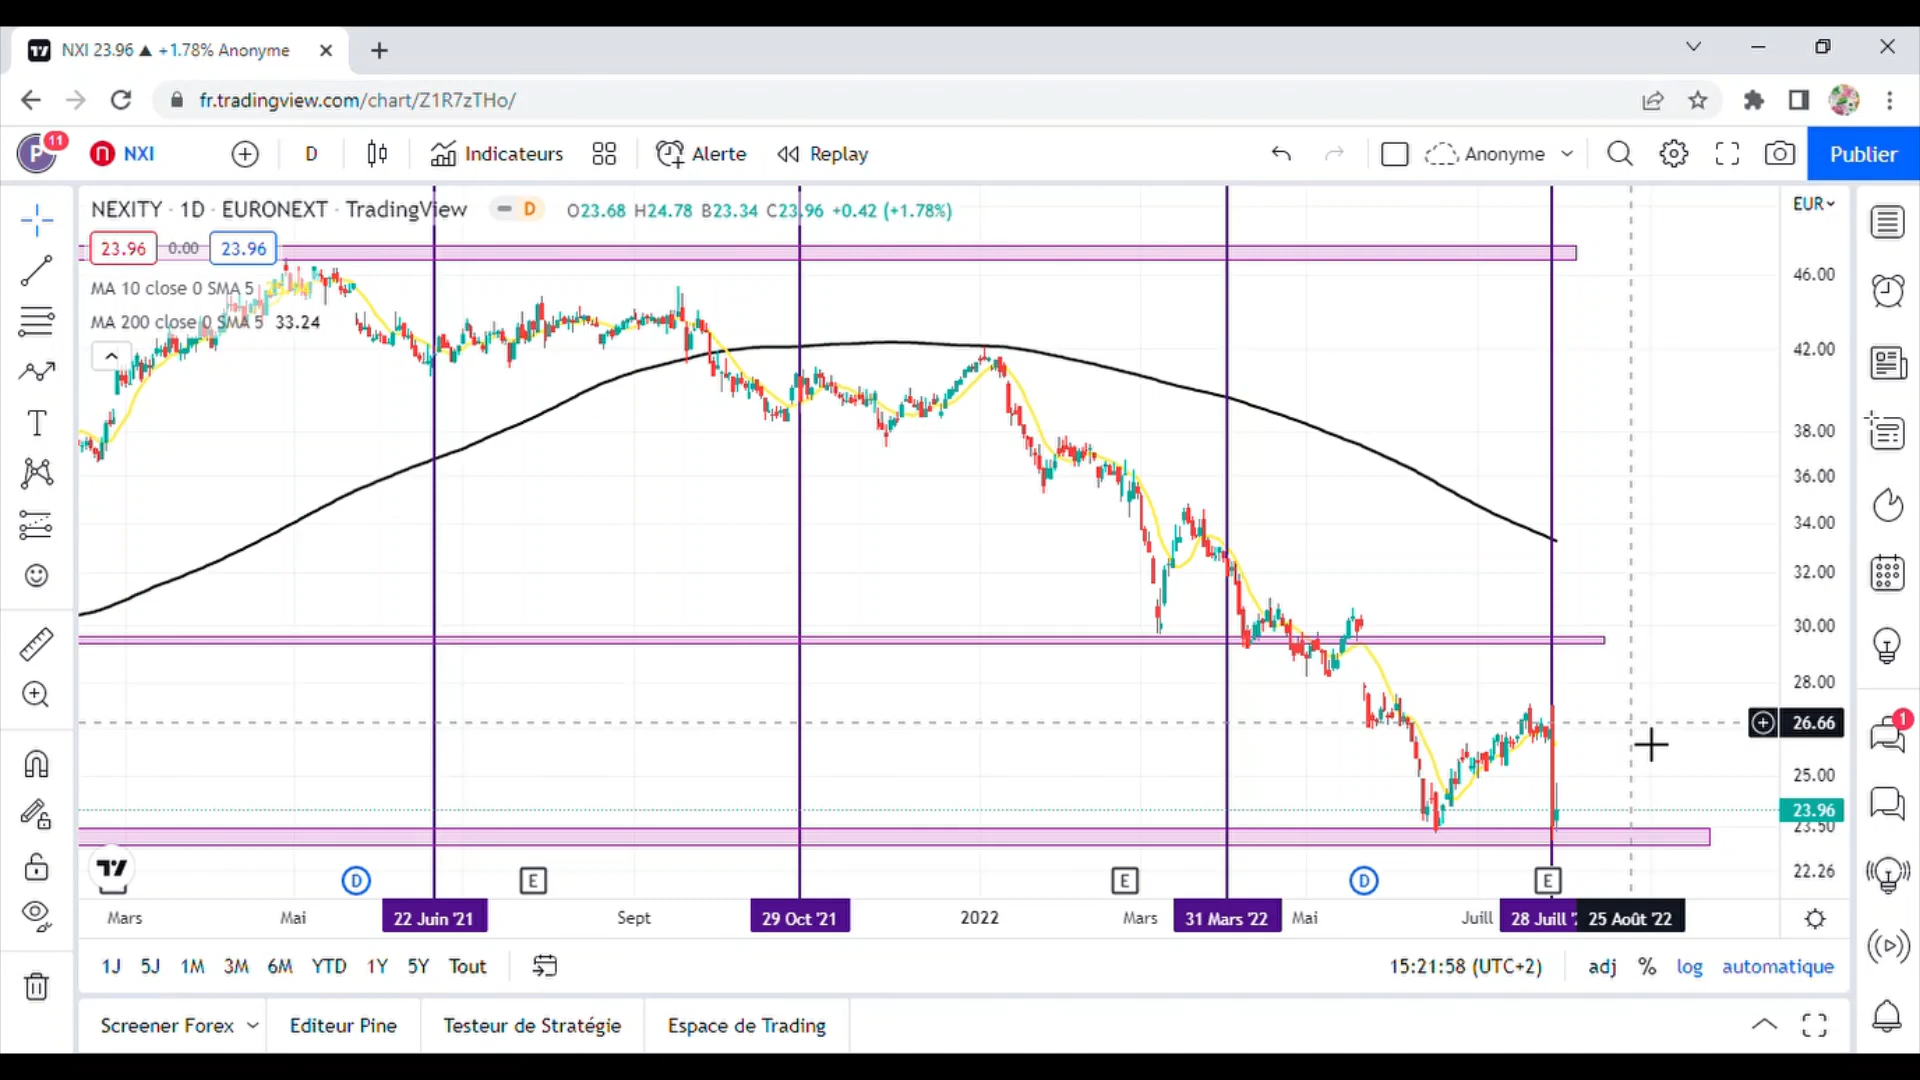 NXI 23.96 ▲ +1.78% Anonyme
fr.tradingview.com/chart/Z1R7zTHo/
P 11 NXI D Indicateurs Alerte Replay Anonyme Publier
NEXITY · 1D · EURONEXT · TradingView D O23.68 H24.78 B23.34 C23.96 +0.42 (+1.78%)
EUR
23.96 0.00 23.96
MA 10 close 0 SMA 5
MA 200 close 0 SMA 5 33.24
46.00
42.00
38.00
36.00
34.00
32.00
30.00
28.00
26.66
1
25.00
23.96
23.50
22.26
D E E D E
Mars Mai 22 Juin '21 Sept 29 Oct '21 2022 Mars 31 Mars '22 Mai Juill 28 Juill ' 25 Août '22
1J 5J 1M 3M 6M YTD 1Y 5Y Tout 15:21:58 (UTC+2) adj % log automatique
Screener Forex Editeur Pine Testeur de Stratégie Espace de Trading